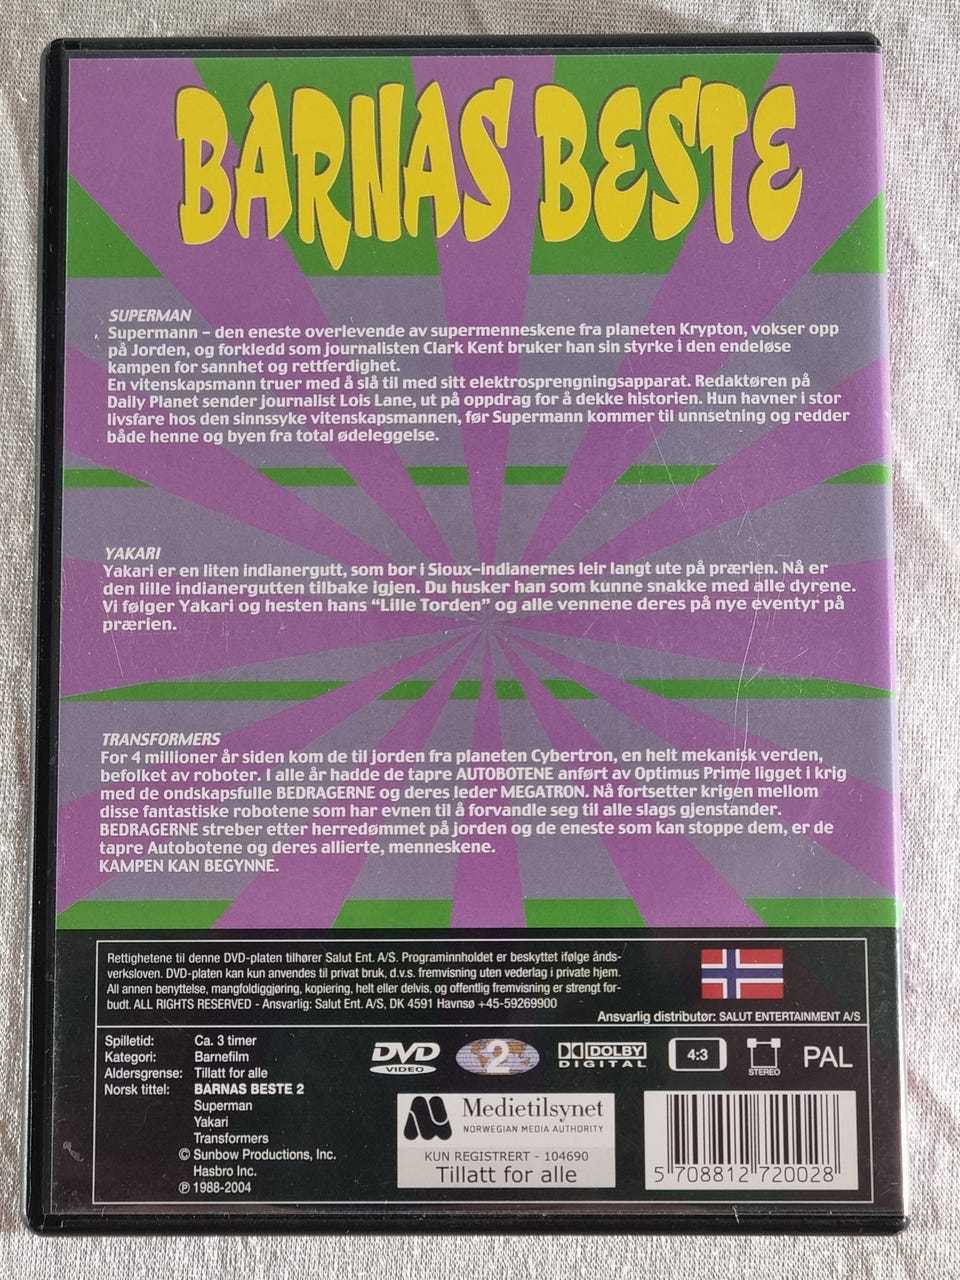 BARNAS BESTE
SUPERMAN
Supermann – den eneste overlevende av supermenneskene fra planeten Krypton, vokser opp
på Jorden, og forkledd som journalisten Clark Kent bruker han sin styrke i den endeløse
kampen for sannhet og rettferdighet.
En vitenskapsmann truer med å slå til med sitt elektrosprengningsapparat. Redaktøren på
Daily Planet sender journalist Lois Lane, ut på oppdrag for å dekke historien. Hun havner i stor
livsfare hos den sinnssyke vitenskapsmannen, før Supermann kommer til unnsetning og redder
både henne og byen fra total ødeleggelse.
YAKARI
Yakari er en liten indianergutt, som bor i Sioux-indianernes leir langt ute på prærien. Nå er
den lille indianergutten tilbake igjen. Du husker han som kunne snakke med alle dyrene.
Vi følger Yakari og hesten hans “Lille Torden” og alle vennene deres på nye eventyr på
prærien.
TRANSFORMERS
For 4 millioner år siden kom de til jorden fra planeten Cybertron, en helt mekanisk verden,
befolket av roboter. I alle år hadde de tapre AUTOBOTENE anført av Optimus Prime ligget i krig
med de ondskapsfulle BEDRAGERNE og deres leder MEGATRON. Nå fortsetter krigen mellom
disse fantastiske robotene som har evnen til å forvandle seg til alle slags gjenstander.
BEDRAGERNE streber etter herredømmet på jorden og de eneste som kan stoppe dem, er de
tapre Autobotene og deres allierte, menneskene.
KAMPEN KAN BEGYNNE.
Rettighetene til denne DVD-platen tilhører Salut Ent. A/S. Programinnholdet er beskyttet ifølge ånds-
verksloven. DVD-platen kan kun anvendes til privat bruk, d.v.s. fremvisning uten vederlag i private hjem.
All annen benyttelse, mangfoldiggjøring, kopiering, helt eller delvis, og offentlig fremvisning er strengt for-
budt. ALL RIGHTS RESERVED - Ansvarlig: Salut Ent. A/S, DK 4591 Havnsø +45-59269900
Ansvarlig distributør: SALUT ENTERTAINMENT A/S
Spilletid: Ca. 3 timer
Kategori: Barnefilm
Aldersgrense: Tillatt for alle
Norsk tittel: BARNAS BESTE 2
Superman
Yakari
Transformers
© Sunbow Productions, Inc.
Hasbro Inc.
℗ 1988-2004
DVD VIDEO
2
DOLBY DIGITAL
4:3
STEREO
PAL
Medietilsynet
NORWEGIAN MEDIA AUTHORITY
KUN REGISTRERT - 104690
Tillatt for alle
5 708812 720028